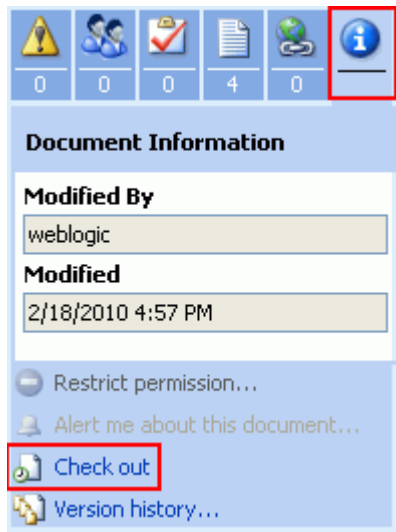 0 0 0 4 0
Document Information
Modified By
weblogic
Modified
2/18/2010 4:57 PM
Restrict permission...
Alert me about this document...
Check out
Version history...